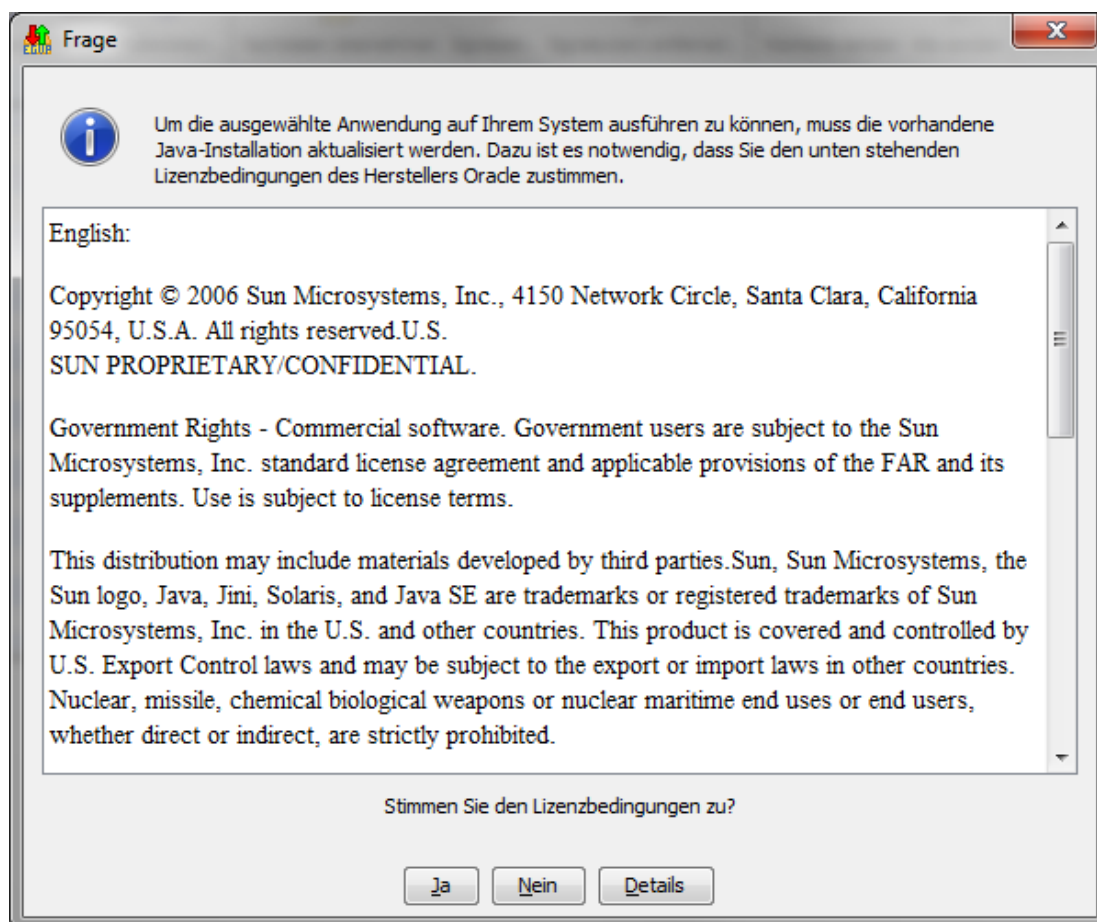 EGVP
Frage
Um die ausgewählte Anwendung auf Ihrem System ausführen zu können, muss die vorhandene
Java-Installation aktualisiert werden. Dazu ist es notwendig, dass Sie den unten stehenden
Lizenzbedingungen des Herstellers Oracle zustimmen.
English:
Copyright © 2006 Sun Microsystems, Inc., 4150 Network Circle, Santa Clara, California
95054, U.S.A. All rights reserved.U.S.
SUN PROPRIETARY/CONFIDENTIAL.
Government Rights - Commercial software. Government users are subject to the Sun
Microsystems, Inc. standard license agreement and applicable provisions of the FAR and its
supplements. Use is subject to license terms.
This distribution may include materials developed by third parties.Sun, Sun Microsystems, the
Sun logo, Java, Jini, Solaris, and Java SE are trademarks or registered trademarks of Sun
Microsystems, Inc. in the U.S. and other countries. This product is covered and controlled by
U.S. Export Control laws and may be subject to the export or import laws in other countries.
Nuclear, missile, chemical biological weapons or nuclear maritime end uses or end users,
whether direct or indirect, are strictly prohibited.
Stimmen Sie den Lizenzbedingungen zu?
Ja Nein Details